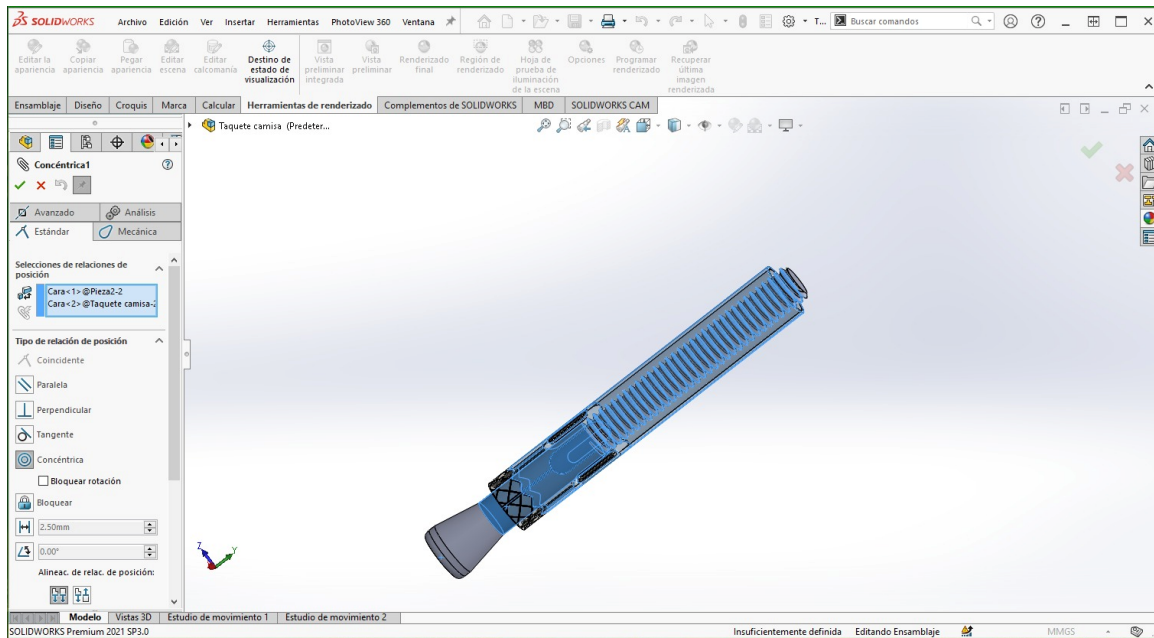 SOLIDWORKS Archivo Edición Ver Insertar Herramientas PhotoView 360 Ventana T... Buscar comandos
Editar la apariencia
Copiar apariencia
Pegar apariencia
Editar escena
Editar calcomanía
Destino de estado de visualización
Vista preliminar integrada
Vista preliminar
Renderizado final
Región de renderizado
Hoja de prueba de iluminación de la escena
Opciones
Programar renderizado
Recuperar última imagen renderizada
Ensamblaje Diseño Croquis Marca Calcular Herramientas de renderizado Complementos de SOLIDWORKS MBD SOLIDWORKS CAM
Taquete camisa (Predeter...
Concéntrica1
Avanzado Análisis
Estándar Mecánica
Selecciones de relaciones de
posición
Cara<1>@Pieza2-2
Cara<2>@Taquete camisa-
Tipo de relación de posición
Coincidente
Paralela
Perpendicular
Tangente
Concéntrica
Bloquear rotación
Bloquear
2.50mm
0.00°
Alineac. de relac. de posición:
Z Y
Modelo Vistas 3D Estudio de movimiento 1 Estudio de movimiento 2
SOLIDWORKS Premium 2021 SP3.0 Insuficientemente definida Editando Ensamblaje MMGS